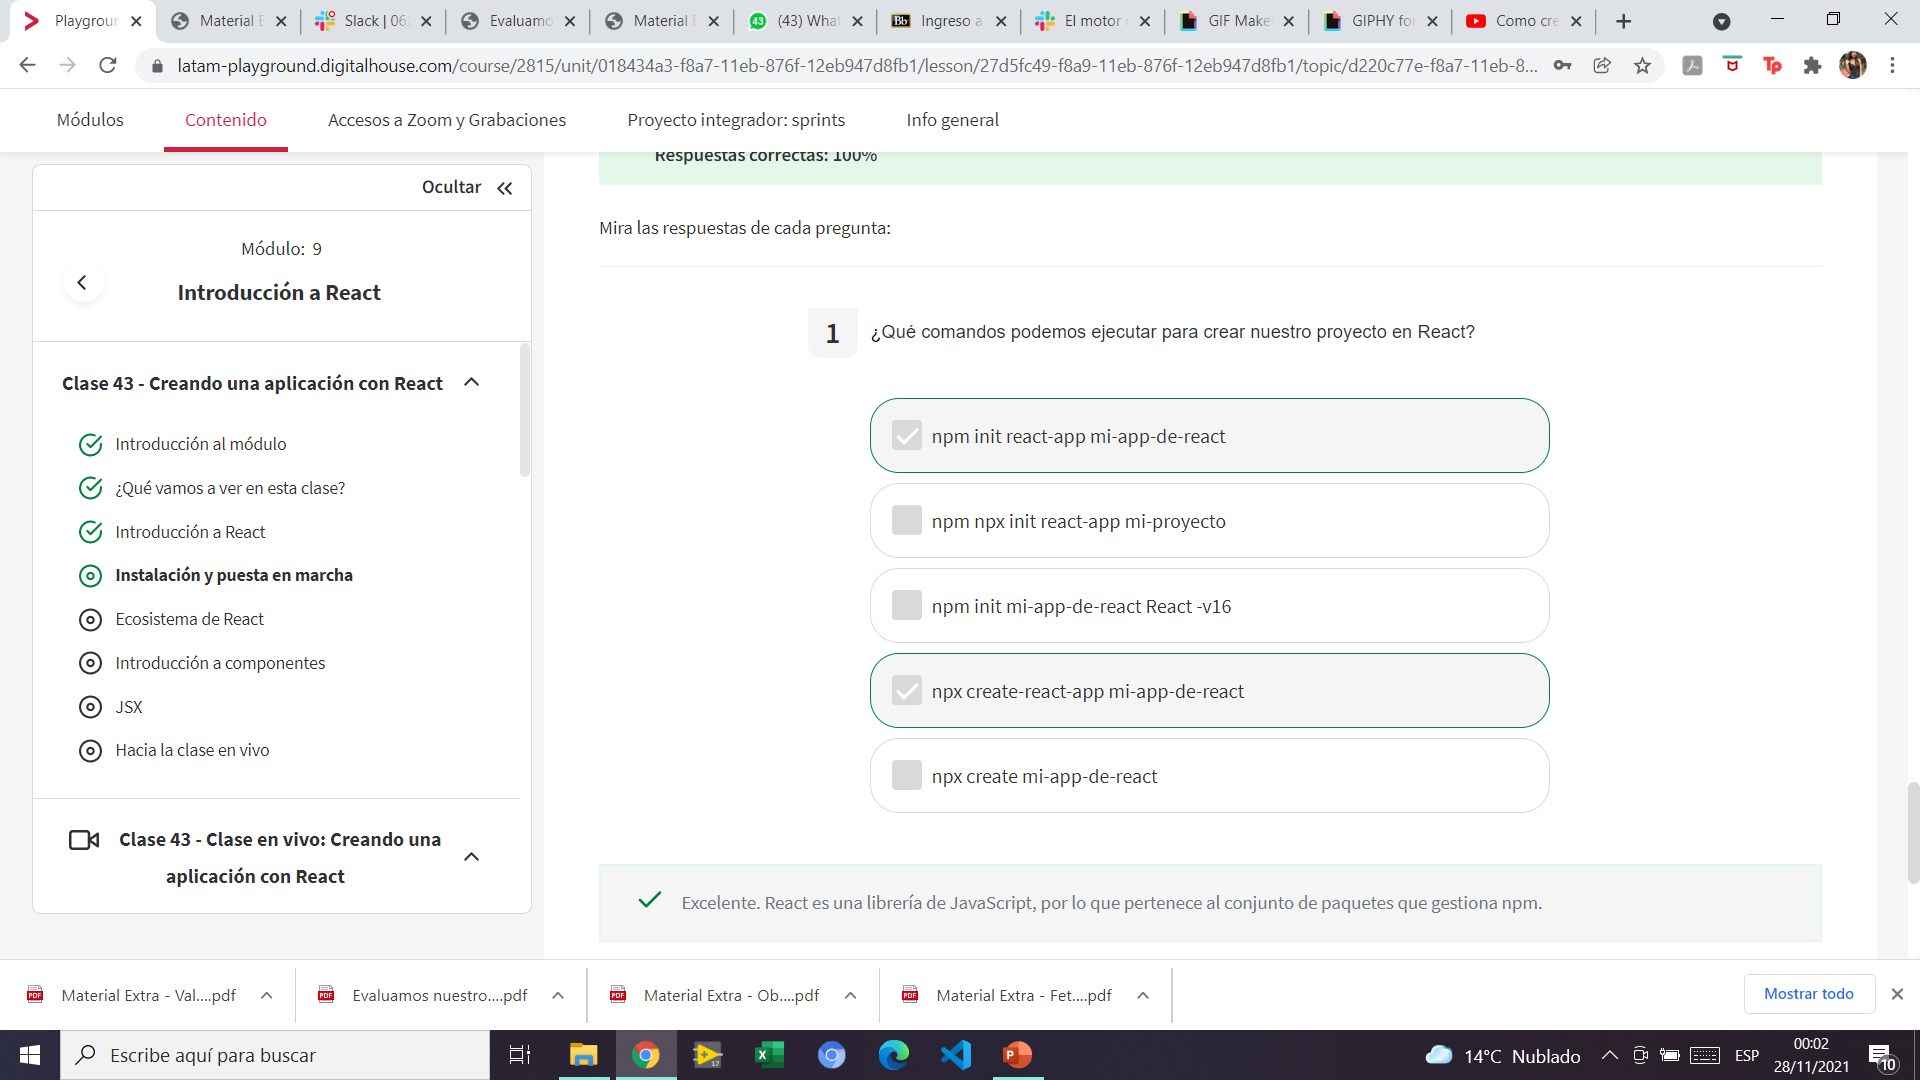 Playgroun
Material E
Slack | 062
Evaluamo
Material E
(43) What
Bb Ingreso a
El motor
GIF Make
GIPHY for
Como cre
latam-playground.digitalhouse.com/course/2815/unit/018434a3-f8a7-11eb-876f-12eb947d8fb1/lesson/27d5fc49-f8a9-11eb-876f-12eb947d8fb1/topic/d220c77e-f8a7-11eb-8...
Módulos
Contenido
Accesos a Zoom y Grabaciones
Proyecto integrador: sprints
Info general
Ocultar
Módulo: 9
Introducción a React
Clase 43 - Creando una aplicación con React
Introducción al módulo
¿Qué vamos a ver en esta clase?
Introducción a React
Instalación y puesta en marcha
Ecosistema de React
Introducción a componentes
JSX
Hacia la clase en vivo
Clase 43 - Clase en vivo: Creando una
aplicación con React
Respuestas correctas: 100%
Mira las respuestas de cada pregunta:
1 ¿Qué comandos podemos ejecutar para crear nuestro proyecto en React?
npm init react-app mi-app-de-react
npm npx init react-app mi-proyecto
npm init mi-app-de-react React -v16
npx create-react-app mi-app-de-react
npx create mi-app-de-react
Excelente. React es una librería de JavaScript, por lo que pertenece al conjunto de paquetes que gestiona npm.
Material Extra - Val....pdf
Evaluamos nuestro....pdf
Material Extra - Ob....pdf
Material Extra - Fet....pdf
Mostrar todo
Escribe aquí para buscar
14°C Nublado
ESP
00:02
28/11/2021
10